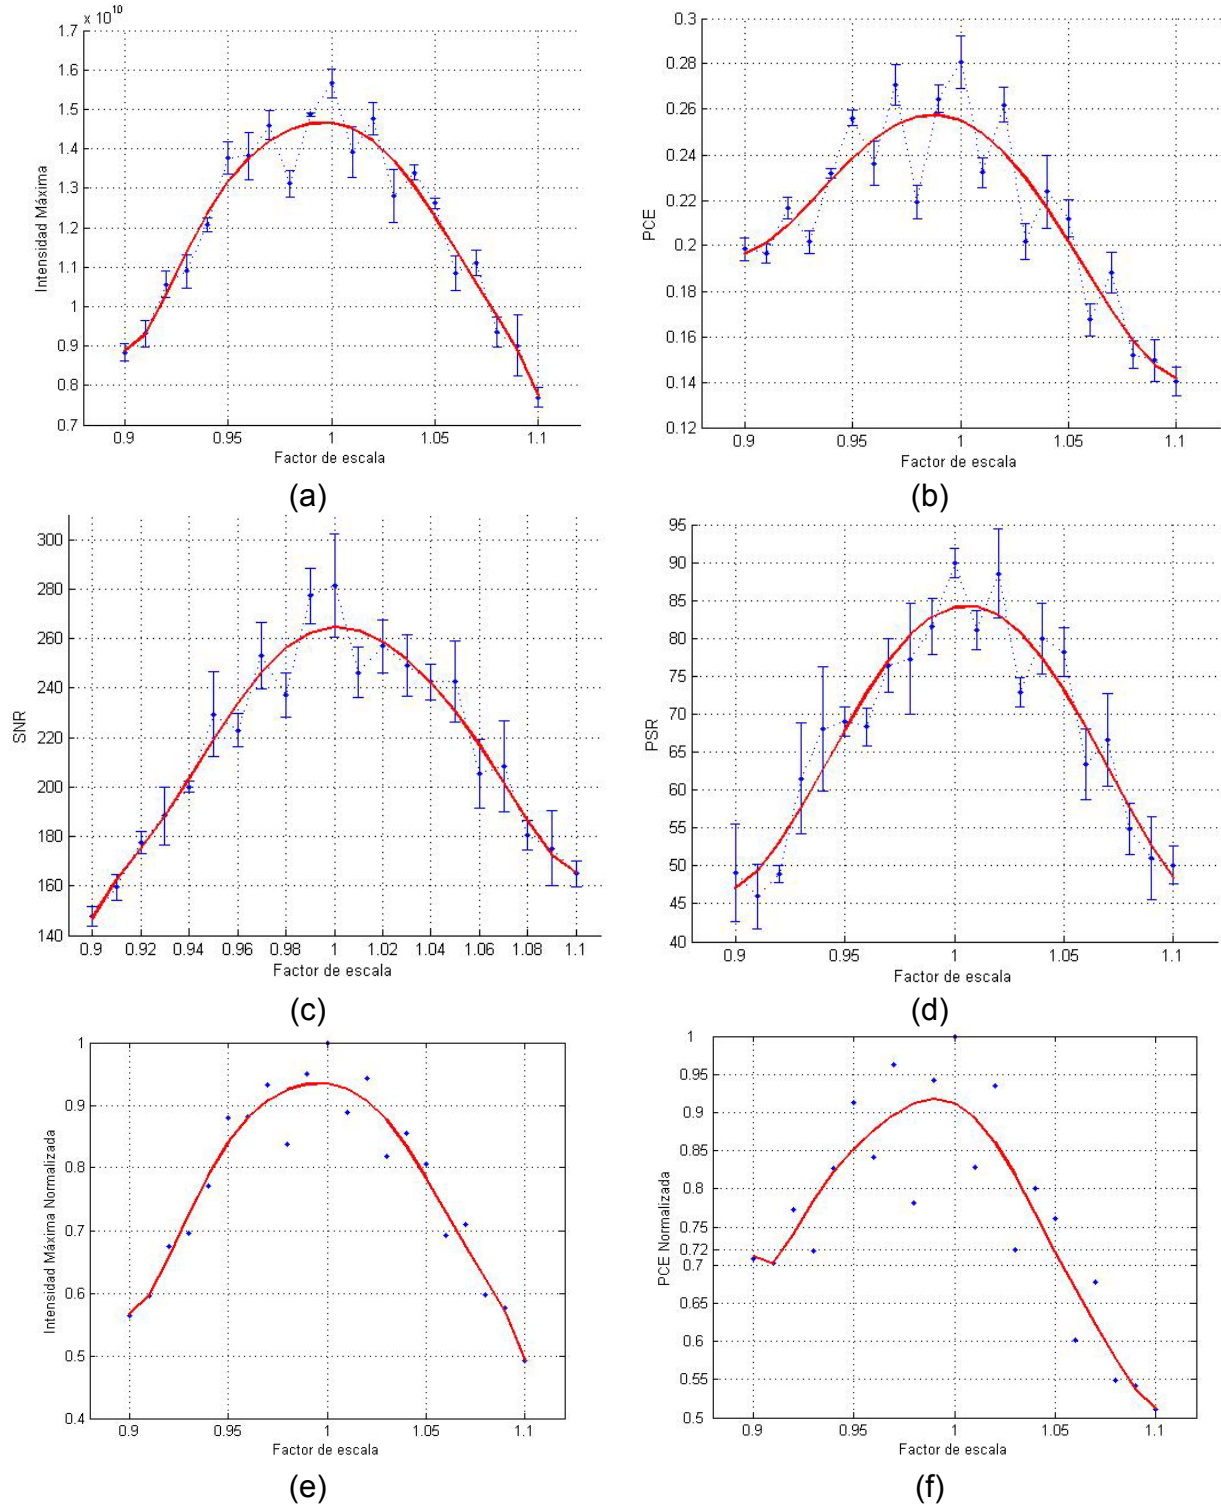 x 10^10
1.7
1.6
1.5
1.4
1.3
1.2
1.1
1
0.9
0.8
0.7
Intensidad Máxima
0.9 0.95 1 1.05 1.1
Factor de escala
(a)
0.3
0.28
0.26
0.24
0.22
0.2
0.18
0.16
0.14
0.12
PCE
0.9 0.95 1 1.05 1.1
Factor de escala
(b)
300
280
260
240
220
200
180
160
140
SNR
0.9 0.92 0.94 0.96 0.98 1 1.02 1.04 1.06 1.08 1.1
Factor de escala
(c)
95
90
85
80
75
70
65
60
55
50
45
40
PSR
0.9 0.95 1 1.05 1.1
Factor de escala
(d)
1
0.9
0.8
0.7
0.6
0.5
0.4
Intensidad Máxima Normalizada
0.9 0.95 1 1.05 1.1
Factor de escala
(e)
1
0.95
0.9
0.85
0.8
0.75
0.72
0.7
0.65
0.6
0.55
0.5
PCE Normalizada
0.9 0.95 1 1.05 1.1
Factor de escala
(f)